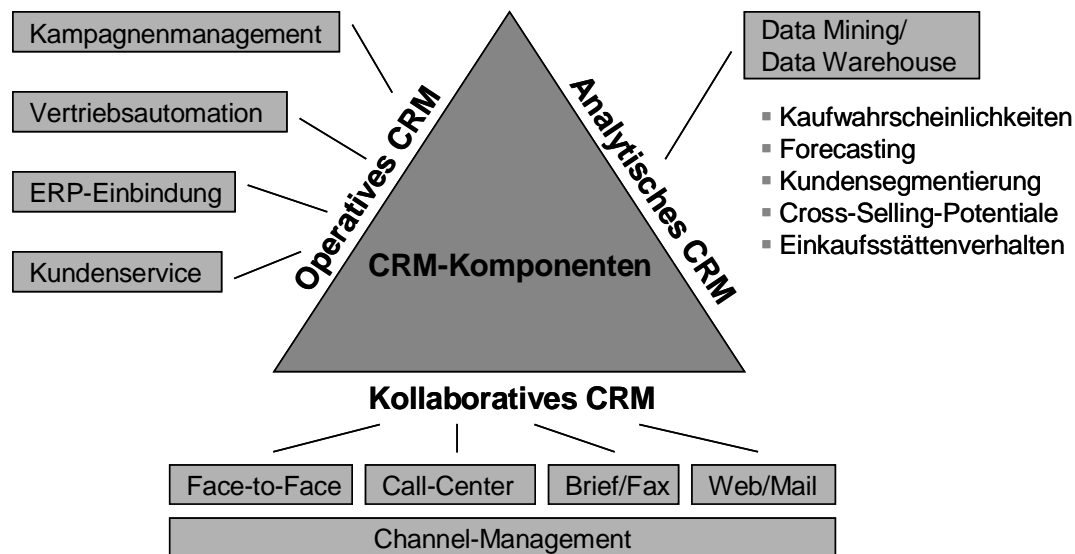 Kampagnenmanagement
Vertriebsautomation
ERP-Einbindung
Kundenservice
Operatives CRM
CRM-Komponenten
Analytisches CRM
Data Mining/
Data Warehouse
▪ Kaufwahrscheinlichkeiten
▪ Forecasting
▪ Kundensegmentierung
▪ Cross-Selling-Potentiale
▪ Einkaufsstättenverhalten
Kollaboratives CRM
Face-to-Face
Call-Center
Brief/Fax
Web/Mail
Channel-Management